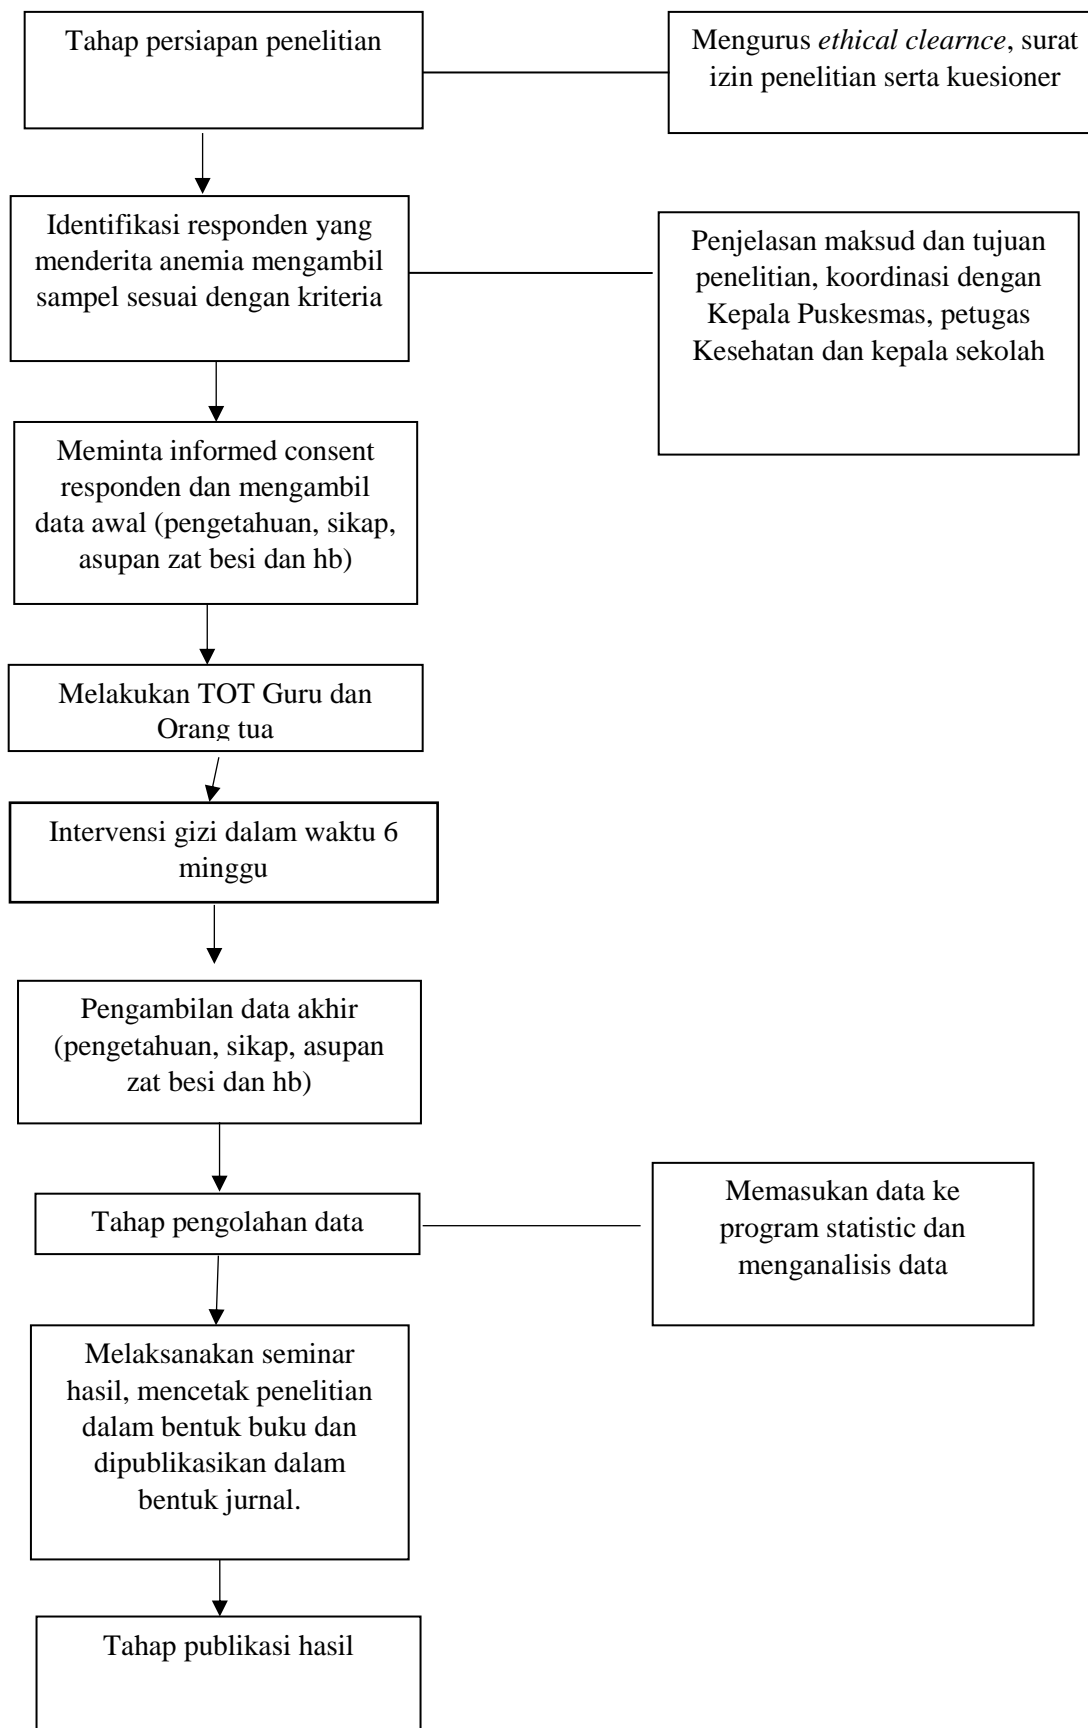 Tahap persiapan penelitian
Mengurus ethical clearnce, surat
izin penelitian serta kuesioner
Identifikasi responden yang
menderita anemia mengambil
sampel sesuai dengan kriteria
Penjelasan maksud dan tujuan
penelitian, koordinasi dengan
Kepala Puskesmas, petugas
Kesehatan dan kepala sekolah
Meminta informed consent
responden dan mengambil
data awal (pengetahuan, sikap,
asupan zat besi dan hb)
Melakukan TOT Guru dan
Orang tua
Intervensi gizi dalam waktu 6
minggu
Pengambilan data akhir
(pengetahuan, sikap, asupan
zat besi dan hb)
Tahap pengolahan data
Memasukan data ke
program statistic dan
menganalisis data
Melaksanakan seminar
hasil, mencetak penelitian
dalam bentuk buku dan
dipublikasikan dalam
bentuk jurnal.
Tahap publikasi hasil